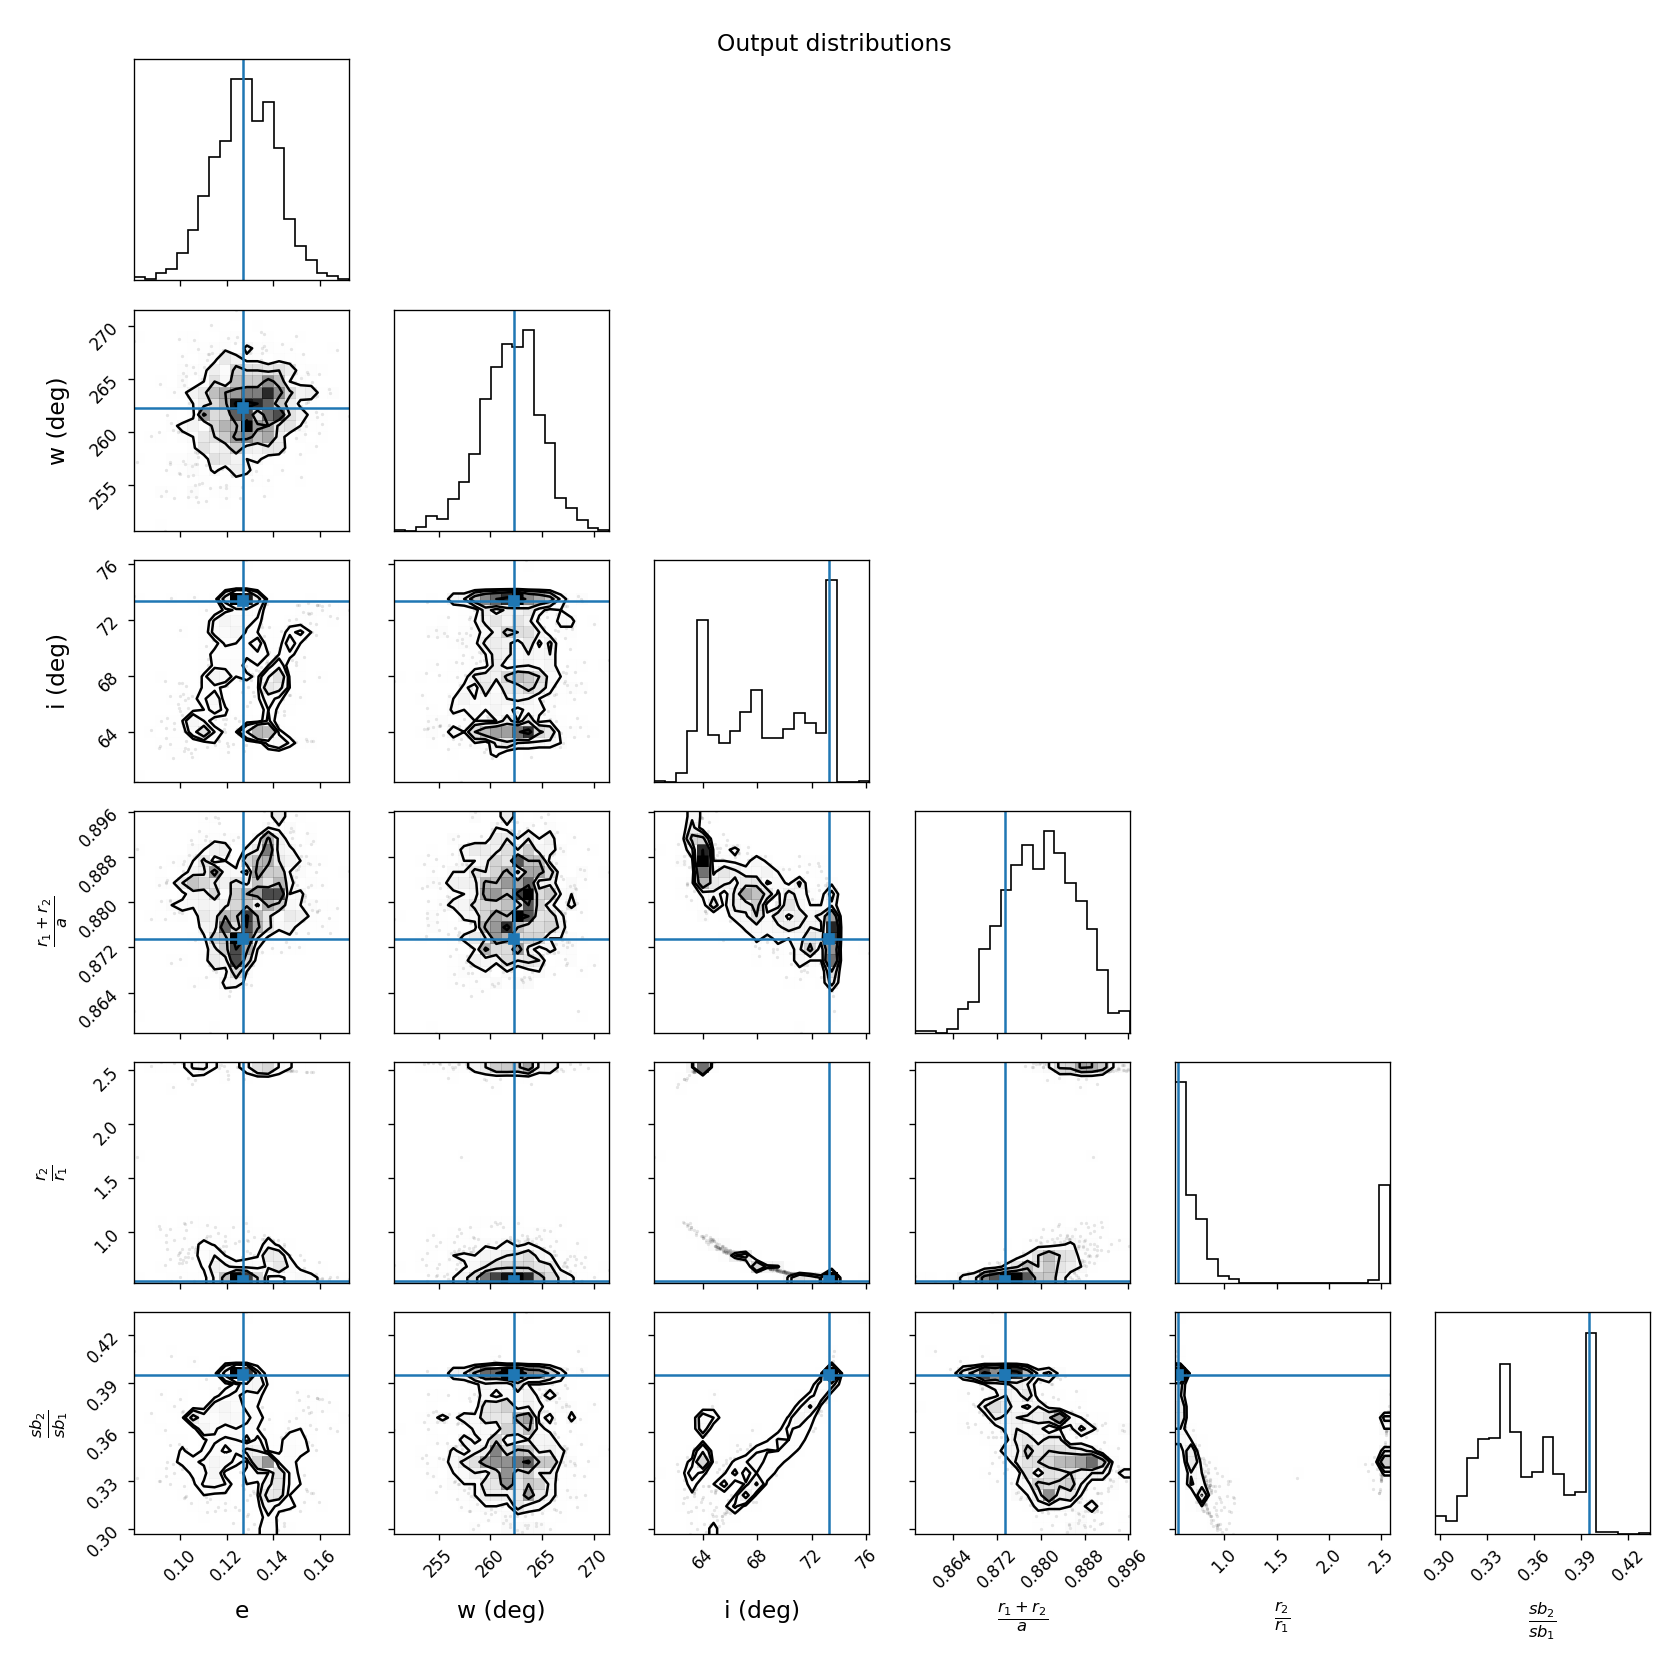 Output distributions
270
265
260
255
w (deg)
76
72
68
64
i (deg)
0.896
0.888
0.880
0.872
0.864
r₁ + r₂
a
2.5
2.0
1.5
1.0
r₂
r₁
0.42
0.39
0.36
0.33
0.30
sb₂
sb₁
0.10 0.12 0.14 0.16
255 260 265 270
64 68 72 76
0.864 0.872 0.880 0.888 0.896
1.0 1.5 2.0 2.5
0.30 0.33 0.36 0.39 0.42
e
w (deg)
i (deg)
r₁ + r₂
a
r₂
r₁
sb₂
sb₁